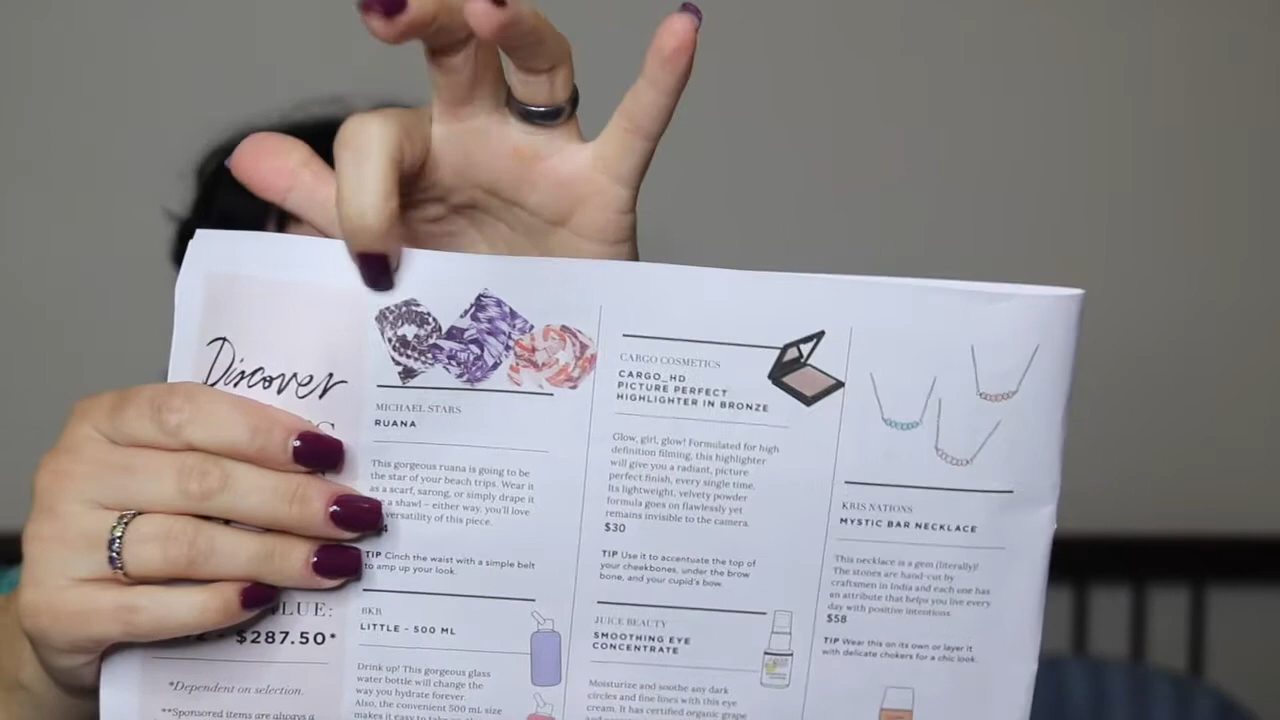 Discover
ALUE:
$287.50*
*Dependent on selection.
**Sponsored items are always a
MICHAEL STARS
RUANA
This gorgeous ruana is going to be
the star of your beach trips. Wear it
as a scarf, sarong, or simply drape it
a shawl – either way, you'll love
versatility of this piece.
TIP Cinch the waist with a simple belt
to amp up your look.
BKR
LITTLE - 500 ML
Drink up! This gorgeous glass
water bottle will change the
way you hydrate forever.
Also, the convenient 500 mL size
makes it easy to
CARGO COSMETICS
CARGO_HD
PICTURE PERFECT
HIGHLIGHTER IN BRONZE
Glow, girl, glow! Formulated for high
definition filming, this highlighter
will give you a radiant, picture
perfect finish, every single time.
Its lightweight, velvety powder
formula goes on flawlessly yet
remains invisible to the camera.
$30
TIP Use it to accentuate the top of
your cheekbones, under the brow
bone, and your cupid's bow.
JUICE BEAUTY
SMOOTHING EYE
CONCENTRATE
Moisturize and soothe any dark
circles and fine lines with this eye
cream. It has certified organic grape
KRIS NATIONS
MYSTIC BAR NECKLACE
This necklace is a gem (literally)!
The stones are hand-cut by
craftsmen in India and each one has
an attribute that helps you live every
day with positive intentions.
$58
TIP Wear this on its own or layer it
with delicate chokers for a chic look.